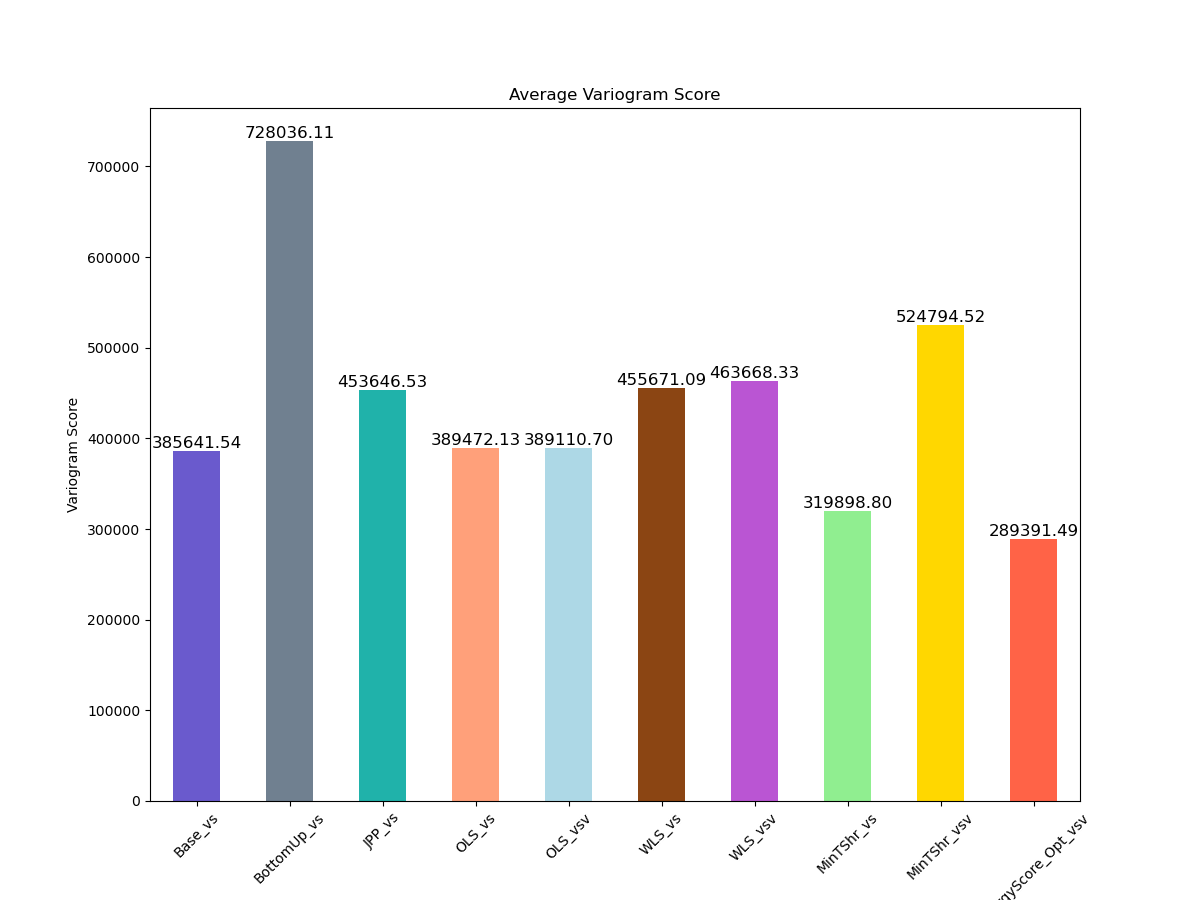 Average Variogram Score
Variogram Score
700000
600000
500000
400000
300000
200000
100000
0
385641.54
728036.11
453646.53
389472.13
389110.70
455671.09
463668.33
319898.80
524794.52
289391.49
Base_vs
BottomUp_vs
JPP_vs
OLS_vs
OLS_vsv
WLS_vs
WLS_vsv
MinTShr_vs
MinTShr_vsv